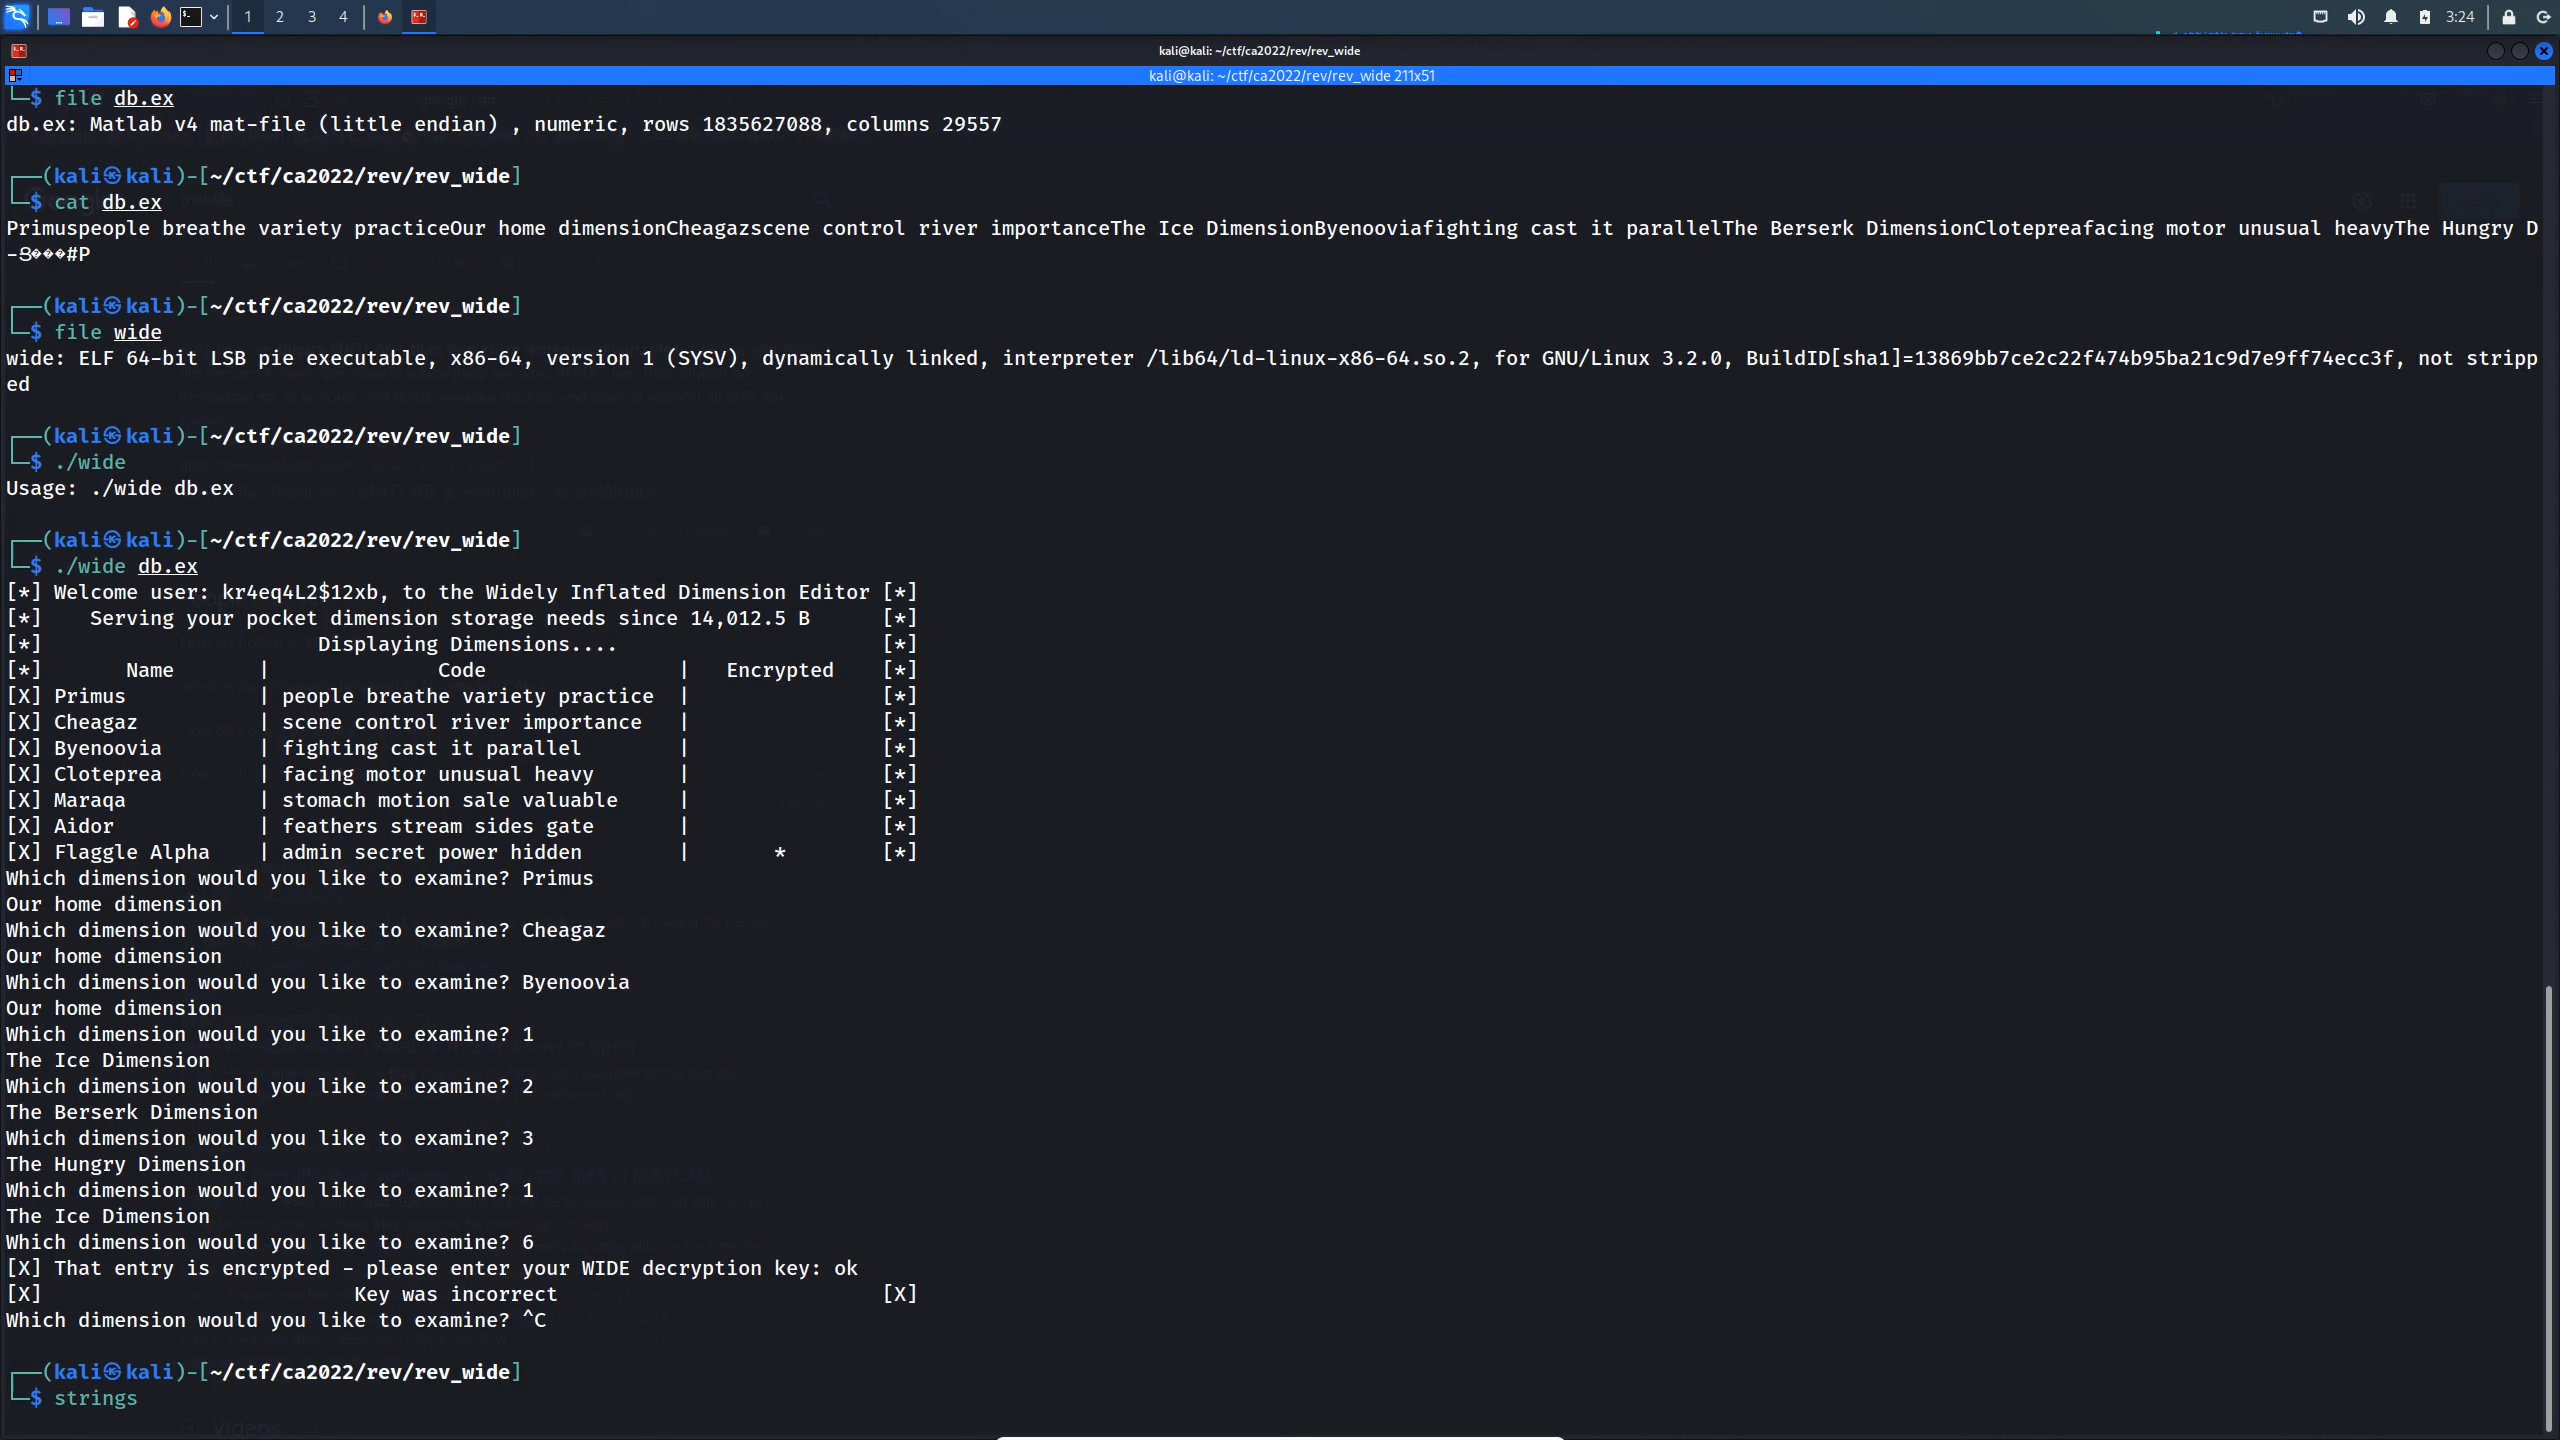 1 2 3 4 3:24
kali@kali: ~/ctf/ca2022/rev/rev_wide
kali@kali: ~/ctf/ca2022/rev/rev_wide 211x51
└─$ file db.ex
db.ex: Matlab v4 mat-file (little endian) , numeric, rows 1835627088, columns 29557
┌──(kali㉿kali)-[~/ctf/ca2022/rev/rev_wide]
└─$ cat db.ex
Primuspeople breathe variety practiceOur home dimensionCheagazscene control river importanceThe Ice DimensionByenooviafighting cast it parallelThe Berserk DimensionClotepreafacing motor unusual heavyThe Hungry D
���#P
┌──(kali㉿kali)-[~/ctf/ca2022/rev/rev_wide]
└─$ file wide
wide: ELF 64-bit LSB pie executable, x86-64, version 1 (SYSV), dynamically linked, interpreter /lib64/ld-linux-x86-64.so.2, for GNU/Linux 3.2.0, BuildID[sha1]=13869bb7ce2c22f474b95ba21c9d7e9ff74ecc3f, not stripp
ed
┌──(kali㉿kali)-[~/ctf/ca2022/rev/rev_wide]
└─$ ./wide
Usage: ./wide db.ex
┌──(kali㉿kali)-[~/ctf/ca2022/rev/rev_wide]
└─$ ./wide db.ex
[*] Welcome user: kr4eq4L2$12xb, to the Widely Inflated Dimension Editor [*]
[*]    Serving your pocket dimension storage needs since 14,012.5 B      [*]
[*]                       Displaying Dimensions....                      [*]
[*]       Name       |              Code                |   Encrypted    [*]
[X] Primus           | people breathe variety practice  |                [*]
[X] Cheagaz          | scene control river importance   |                [*]
[X] Byenoovia        | fighting cast it parallel        |                [*]
[X] Cloteprea        | facing motor unusual heavy       |                [*]
[X] Maraqa           | stomach motion sale valuable     |                [*]
[X] Aidor            | feathers stream sides gate       |                [*]
[X] Flaggle Alpha    | admin secret power hidden        |       *        [*]
Which dimension would you like to examine? Primus
Our home dimension
Which dimension would you like to examine? Cheagaz
Our home dimension
Which dimension would you like to examine? Byenoovia
Our home dimension
Which dimension would you like to examine? 1
The Ice Dimension
Which dimension would you like to examine? 2
The Berserk Dimension
Which dimension would you like to examine? 3
The Hungry Dimension
Which dimension would you like to examine? 1
The Ice Dimension
Which dimension would you like to examine? 6
[X] That entry is encrypted - please enter your WIDE decryption key: ok
[X]                          Key was incorrect                           [X]
Which dimension would you like to examine? ^C
┌──(kali㉿kali)-[~/ctf/ca2022/rev/rev_wide]
└─$ strings
Videos